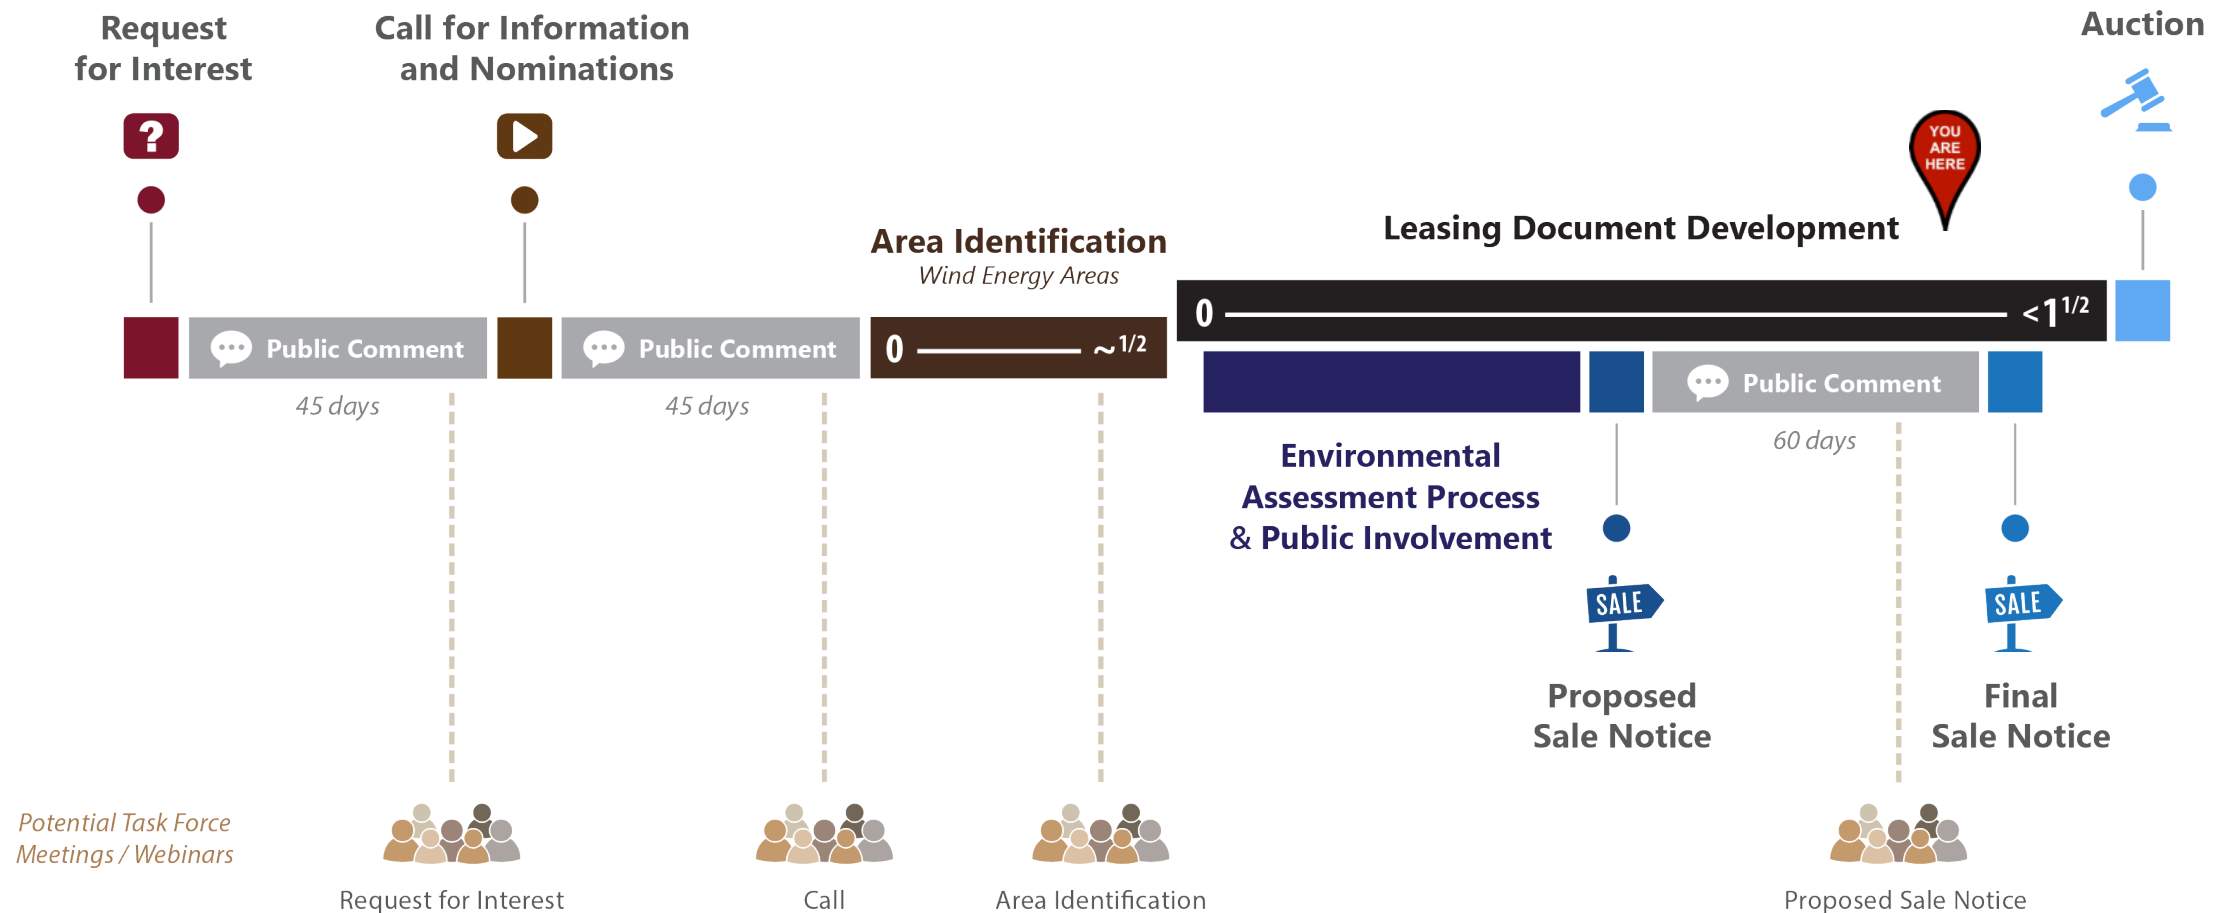 Request
for Interest
Call for Information
and Nominations
Auction
?
YOU
ARE
HERE
Area Identification
Wind Energy Areas
Leasing Document Development
0
<1 1/2
Public Comment
Public Comment
0
~ 1/2
Public Comment
45 days
45 days
60 days
Environmental
Assessment Process
& Public Involvement
SALE
SALE
Proposed
Sale Notice
Final
Sale Notice
Potential Task Force
Meetings / Webinars
Request for Interest
Call
Area Identification
Proposed Sale Notice